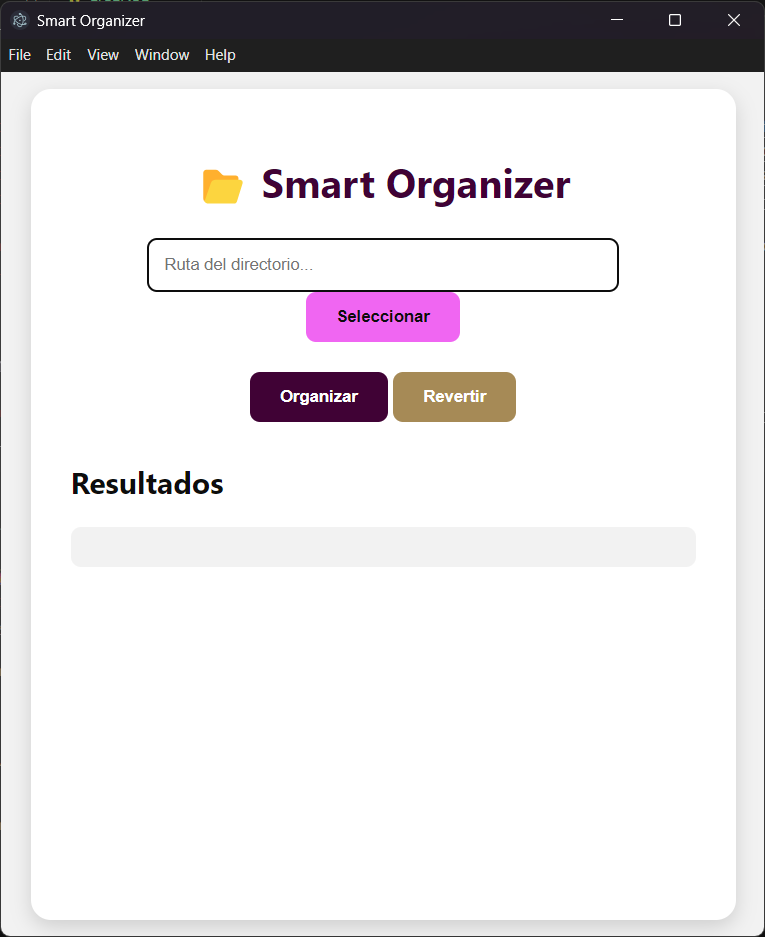 Smart Organizer
File Edit View Window Help
Smart Organizer
Ruta del directorio...
Seleccionar
Organizar Revertir
Resultados